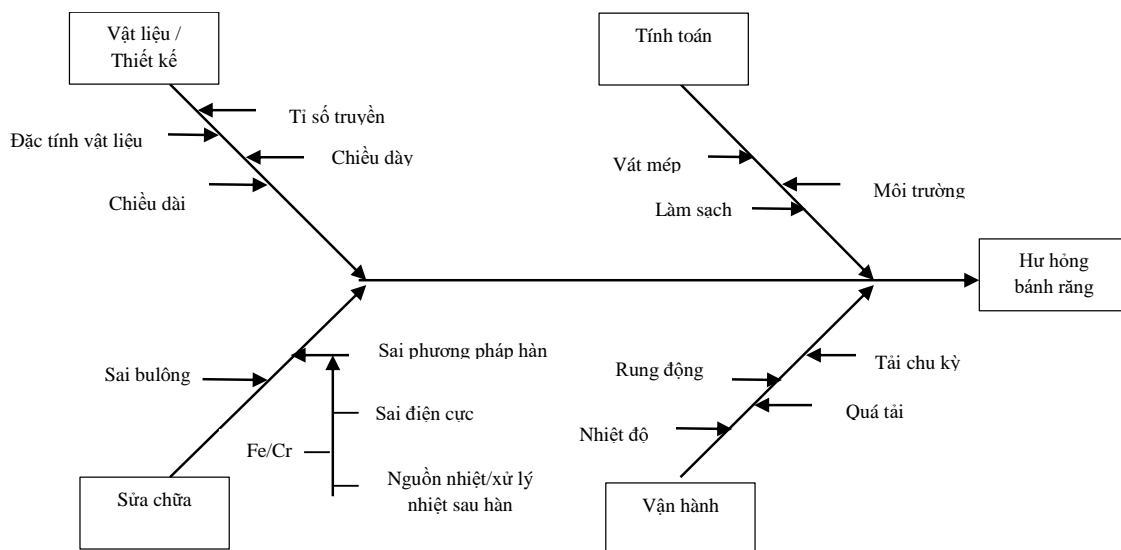 Vật liệu /
Thiết kế
Tính toán
Tỉ số truyền
Đặc tính vật liệu
Chiều dày
Chiều dài
Vát mép
Môi trường
Làm sạch
Hư hỏng
bánh răng
Sai phương pháp hàn
Sai bulông
Sai điện cực
Fe/Cr
Nguồn nhiệt/xử lý
nhiệt sau hàn
Sửa chữa
Tải chu kỳ
Rung động
Quá tải
Nhiệt độ
Vận hành